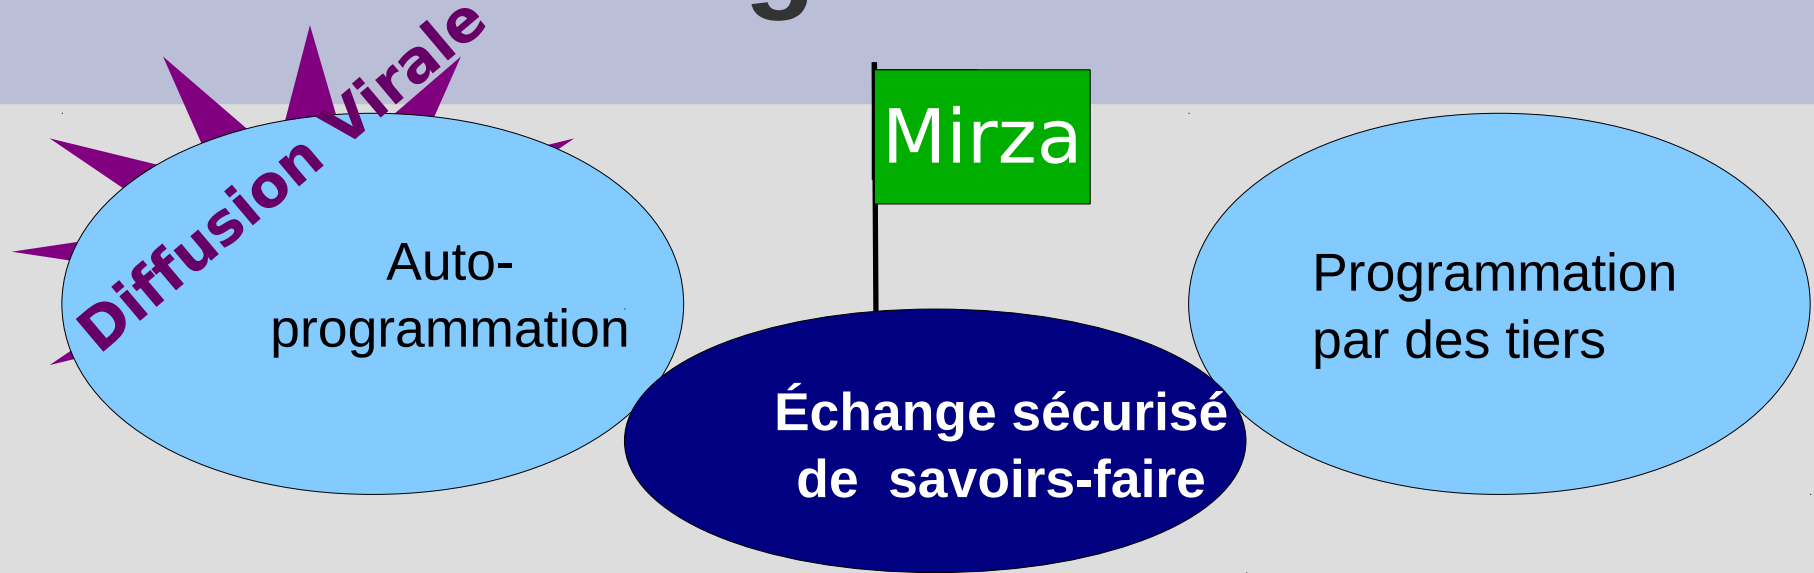 Diffusion Virale
Mirza
Auto-
programmation
Programmation
par des tiers
Échange sécurisé
de  savoirs-faire